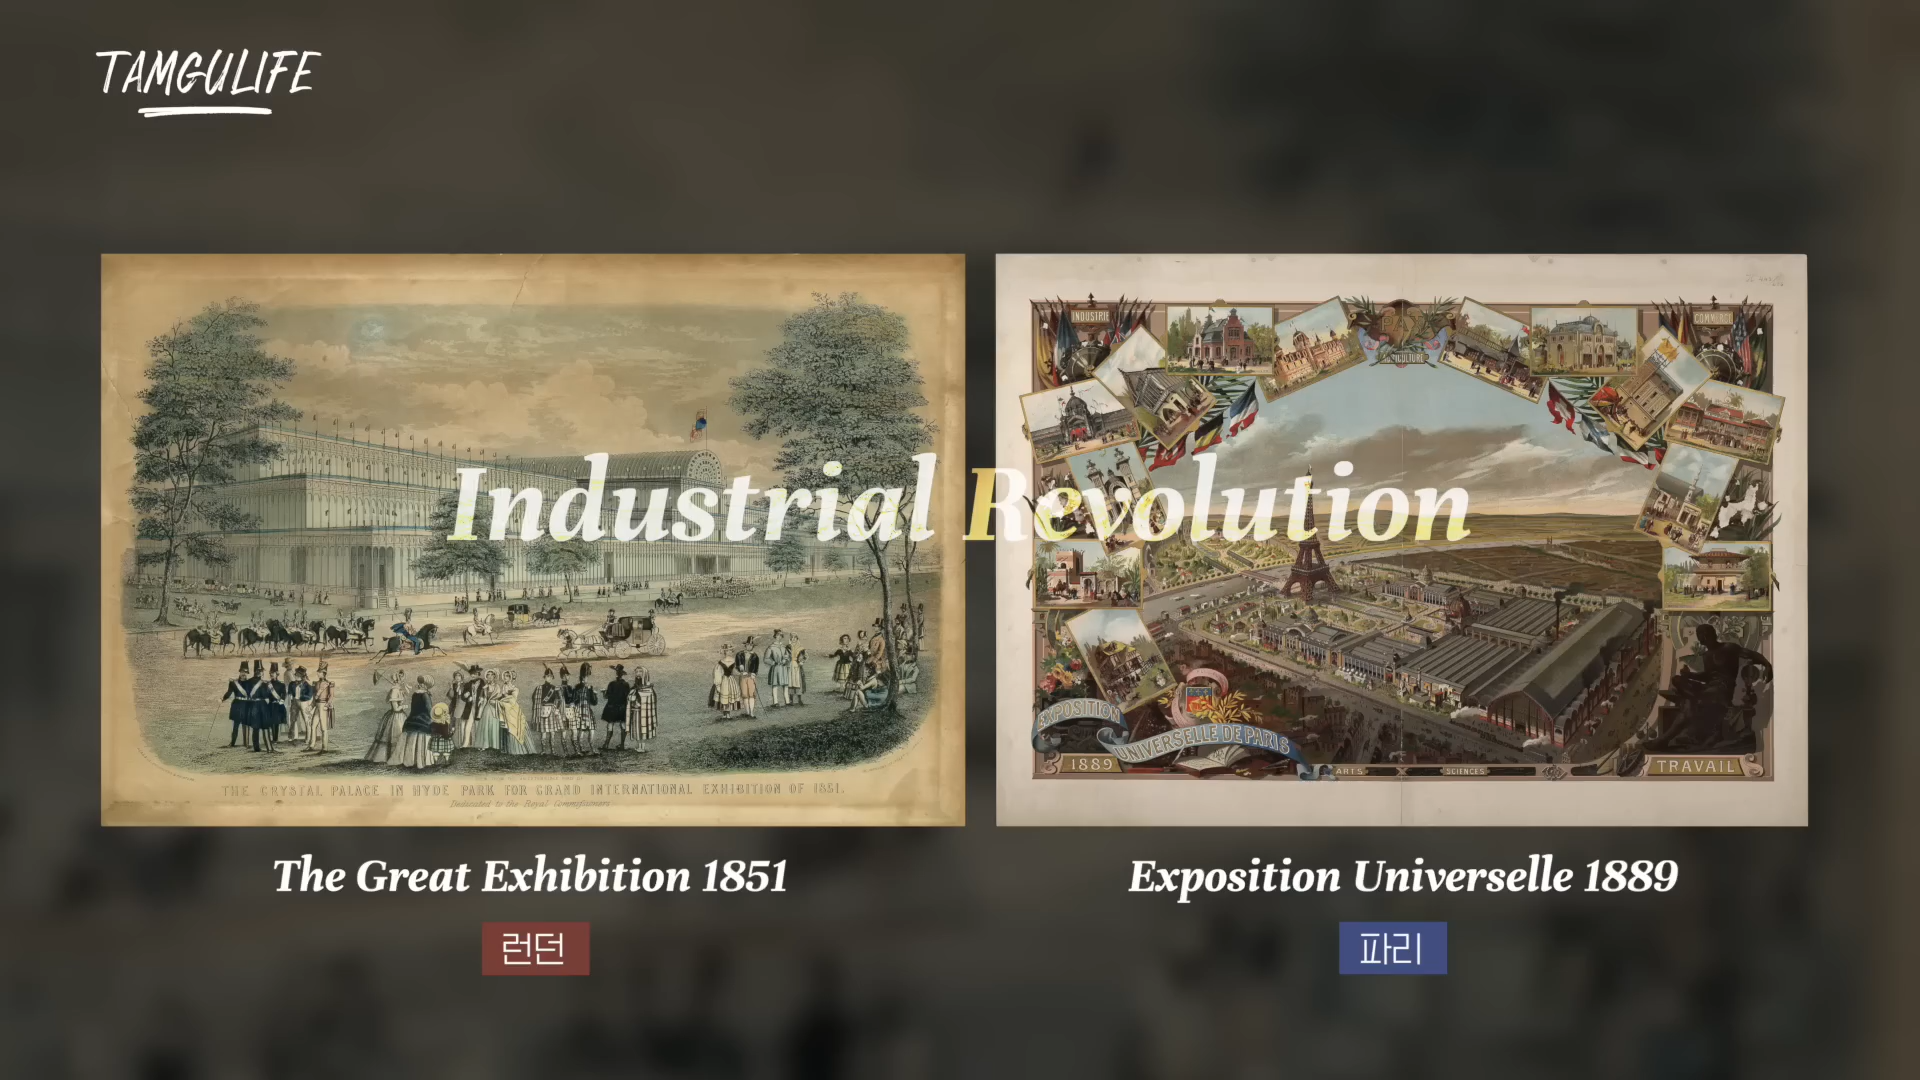 TAMGULIFE
Industrial Revolution
THE CRYSTAL PALACE IN HYDE PARK FOR GRAND INTERNATIONAL EXHIBITION OF 1851.
Dedicated to the Royal Commissioners
INDUSTRIE
AGRICULTURE
COMMERCE
EXPOSITION
UNIVERSELLE DE PARIS
1889
ARTS
SCIENCES
TRAVAIL
The Great Exhibition 1851
런던
Exposition Universelle 1889
파리